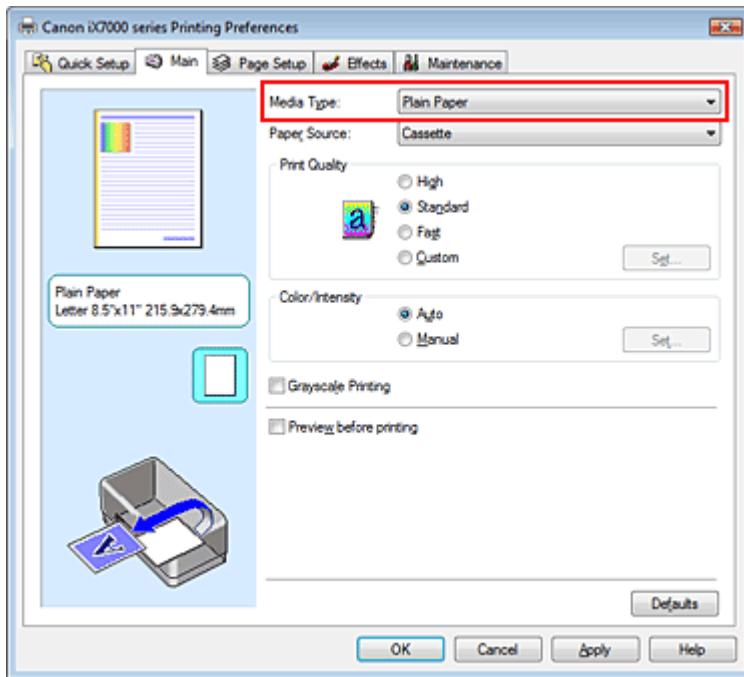 Canon iX7000 series Printing Preferences
Quick Setup Main Page Setup Effects Maintenance
Media Type: Plain Paper
Paper Source: Cassette
Print Quality
High
Standard
Fast
Custom Set...
Plain Paper
Letter 8.5"x11" 215.9x279.4mm
Color/Intensity
Auto
Manual Set...
Grayscale Printing
Preview before printing
Defaults
OK Cancel Apply Help